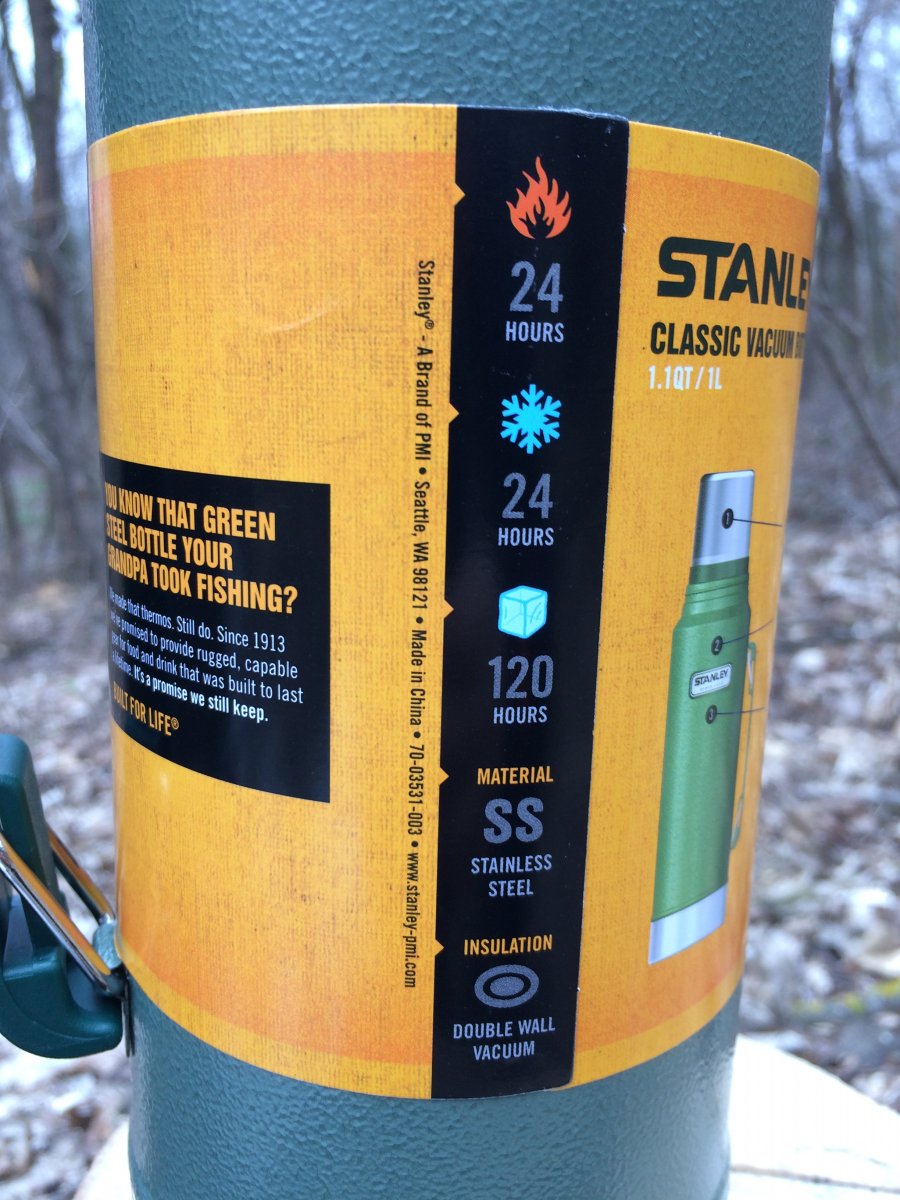 YOU KNOW THAT GREEN
STEEL BOTTLE YOUR
GRANDPA TOOK FISHING?
We made that thermos. Still do. Since 1913
we've promised to provide rugged, capable
gear for food and drink that was built to last
a lifetime. It's a promise we still keep.
BUILT FOR LIFE®
Stanley® - A Brand of PMI • Seattle, WA 98121 • Made in China • 70-03531-003 • www.stanley-pmi.com
24
HOURS
24
HOURS
120
HOURS
MATERIAL
SS
STAINLESS
STEEL
INSULATION
DOUBLE WALL
VACUUM
STANLE
CLASSIC VACUUM
1.1QT / 1L
1
2
STANLEY
3